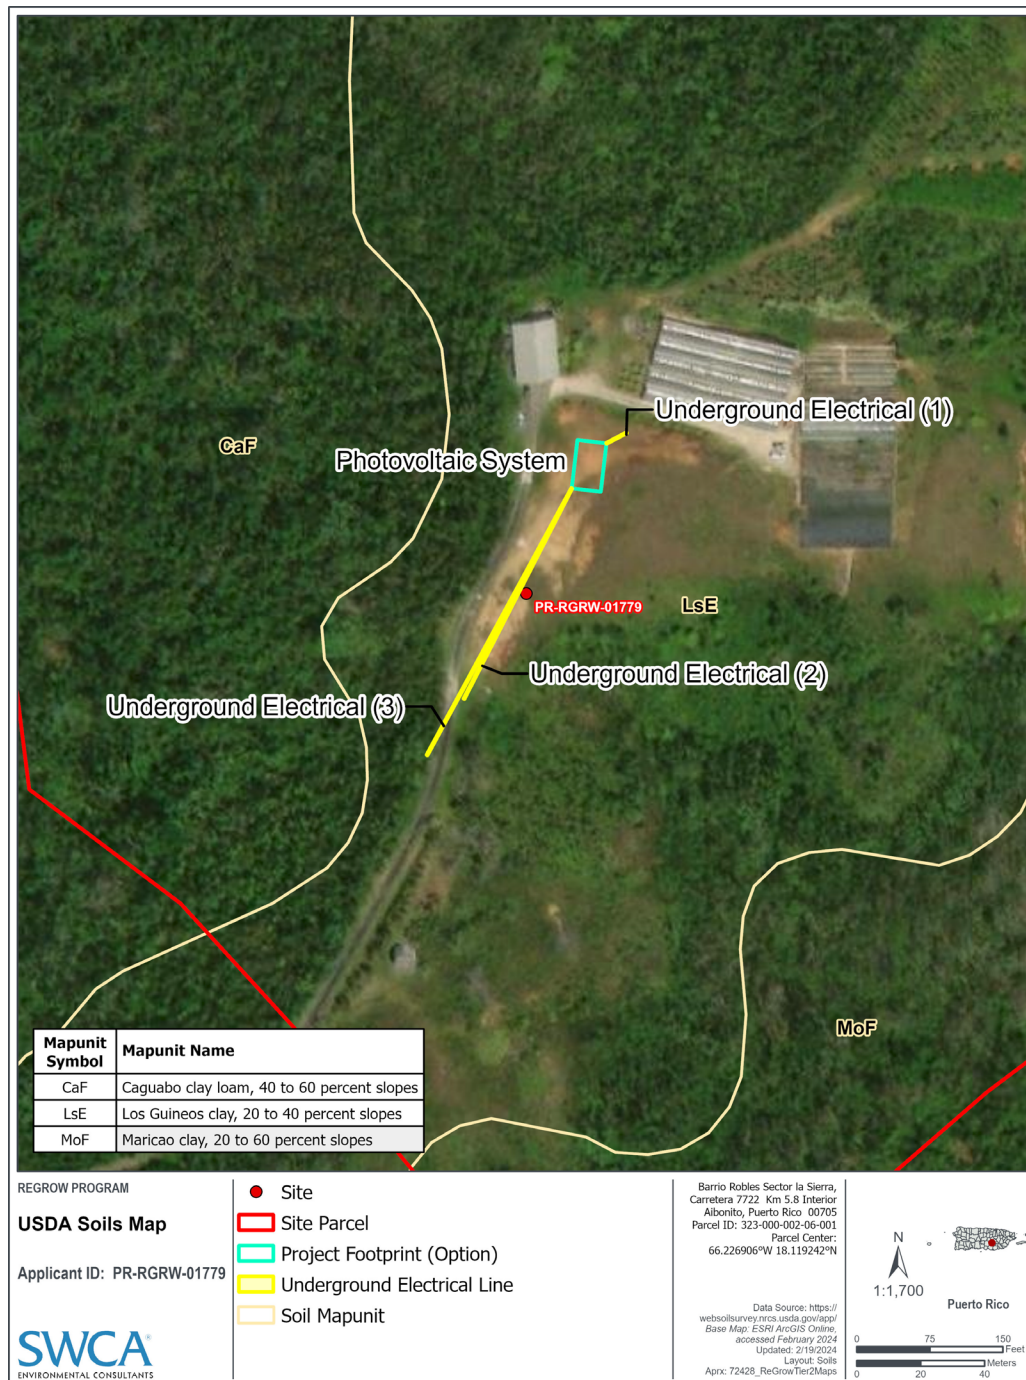 Underground Electrical (1)
CaF
Photovoltaic System
PR-RGRW-01779
LsE
Underground Electrical (2)
Underground Electrical (3)
MoF
Mapunit Symbol Mapunit Name
CaF Caguabo clay loam, 40 to 60 percent slopes
LsE Los Guineos clay, 20 to 40 percent slopes
MoF Maricao clay, 20 to 60 percent slopes
REGROW PROGRAM
USDA Soils Map
Applicant ID: PR-RGRW-01779
SWCA®
ENVIRONMENTAL CONSULTANTS
Site
Site Parcel
Project Footprint (Option)
Underground Electrical Line
Soil Mapunit
Barrio Robles Sector la Sierra,
Carretera 7722 Km 5.8 Interior
Aibonito, Puerto Rico 00705
Parcel ID: 323-000-002-06-001
Parcel Center:
66.226906°W 18.119242°N
Data Source: https://
websoilsurvey.nrcs.usda.gov/app/
Base Map: ESRI ArcGIS Online,
accessed February 2024
Updated: 2/19/2024
Layout: Soils
Aprx: 72428_ReGrowTier2Maps
N
1:1,700
Puerto Rico
0 75 150
Feet
Meters
0 20 40